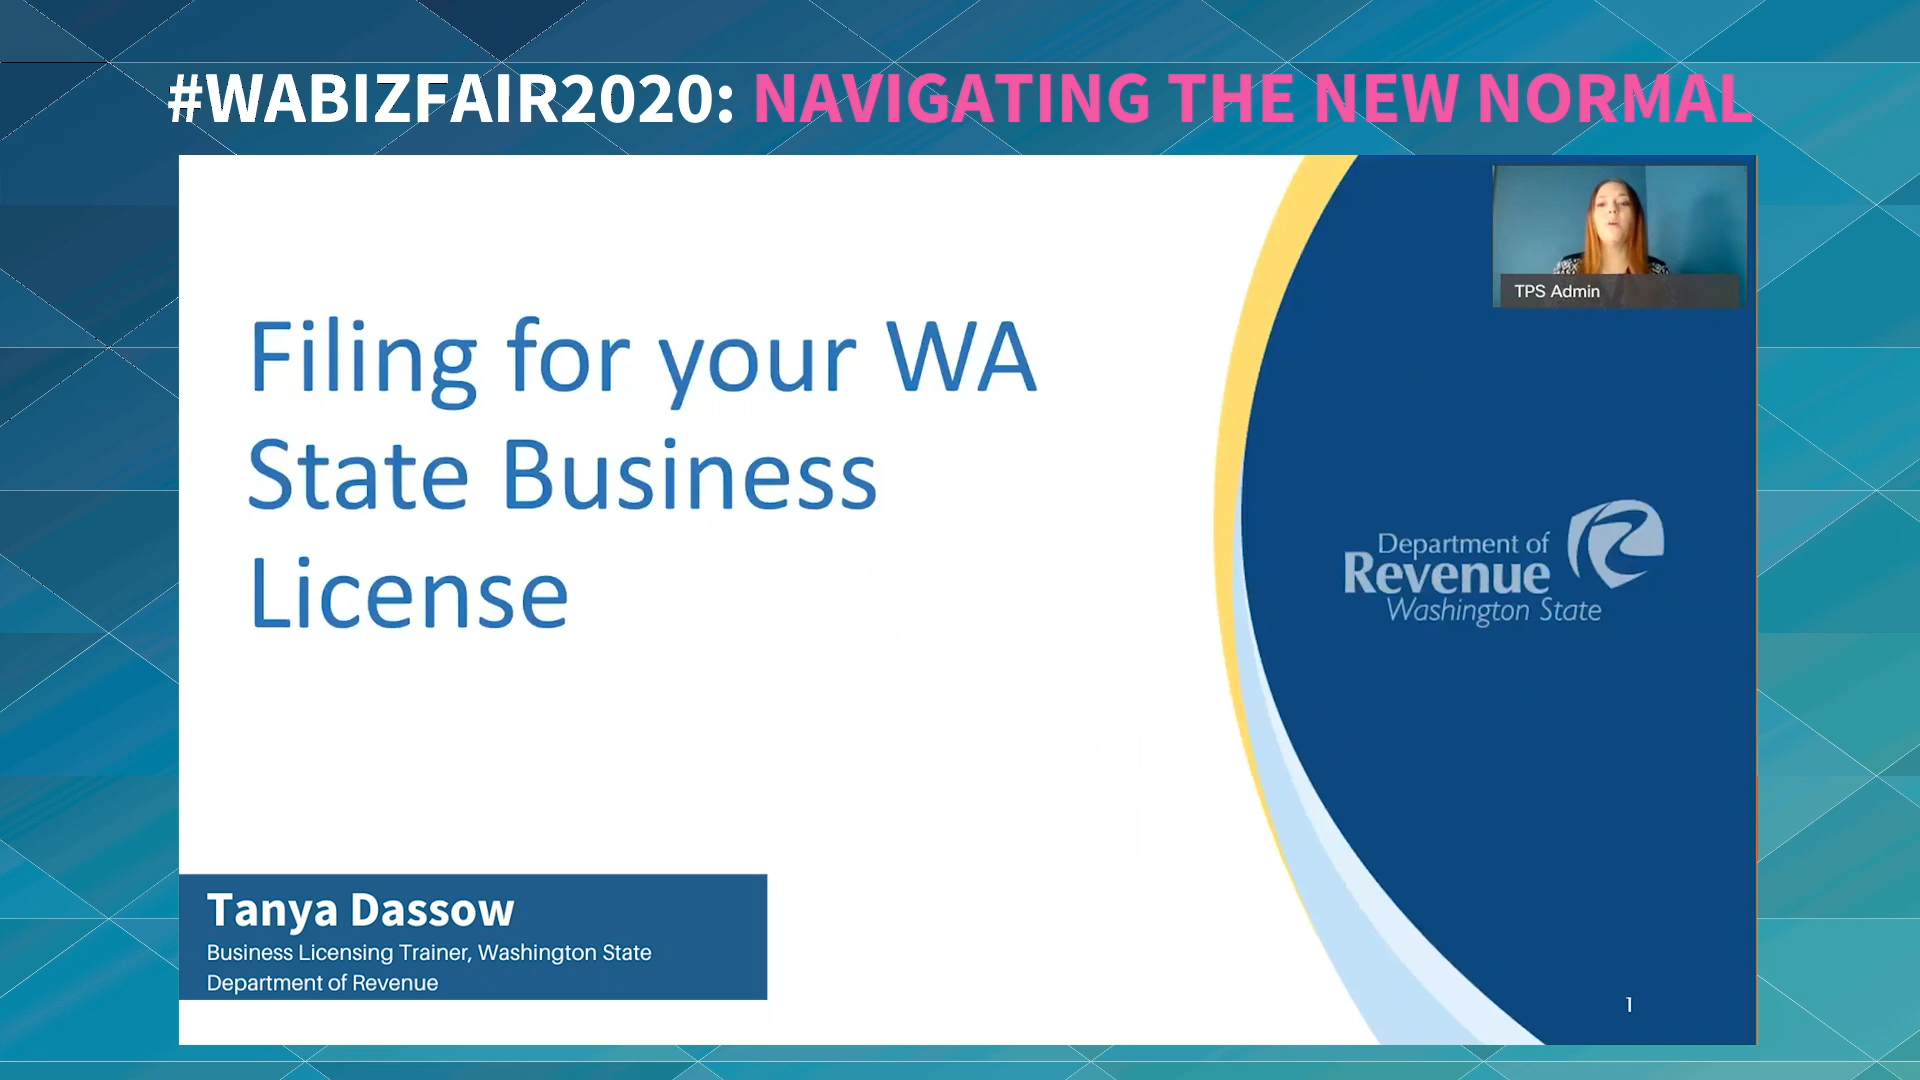 #WABIZFAIR2020: NAVIGATING THE NEW NORMAL
TPS Admin
Filing for your WA
State Business
License
Department of
Revenue
Washington State
Tanya Dassow
Business Licensing Trainer, Washington State
Department of Revenue
1